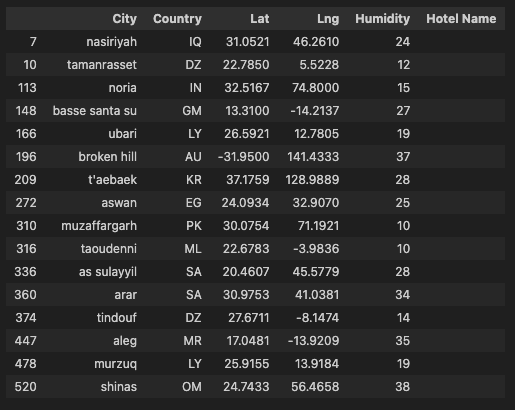 City Country Lat Lng Humidity Hotel Name
7 nasiriyah IQ 31.0521 46.2610 24
10 tamanrasset DZ 22.7850 5.5228 12
113 noria IN 32.5167 74.8000 15
148 basse santa su GM 13.3100 -14.2137 27
166 ubari LY 26.5921 12.7805 19
196 broken hill AU -31.9500 141.4333 37
209 t'aebaek KR 37.1759 128.9889 28
272 aswan EG 24.0934 32.9070 25
310 muzaffargarh PK 30.0754 71.1921 10
316 taoudenni ML 22.6783 -3.9836 10
336 as sulayyil SA 20.4607 45.5779 28
360 arar SA 30.9753 41.0381 34
374 tindouf DZ 27.6711 -8.1474 14
447 aleg MR 17.0481 -13.9209 35
478 murzuq LY 25.9155 13.9184 19
520 shinas OM 24.7433 56.4658 38